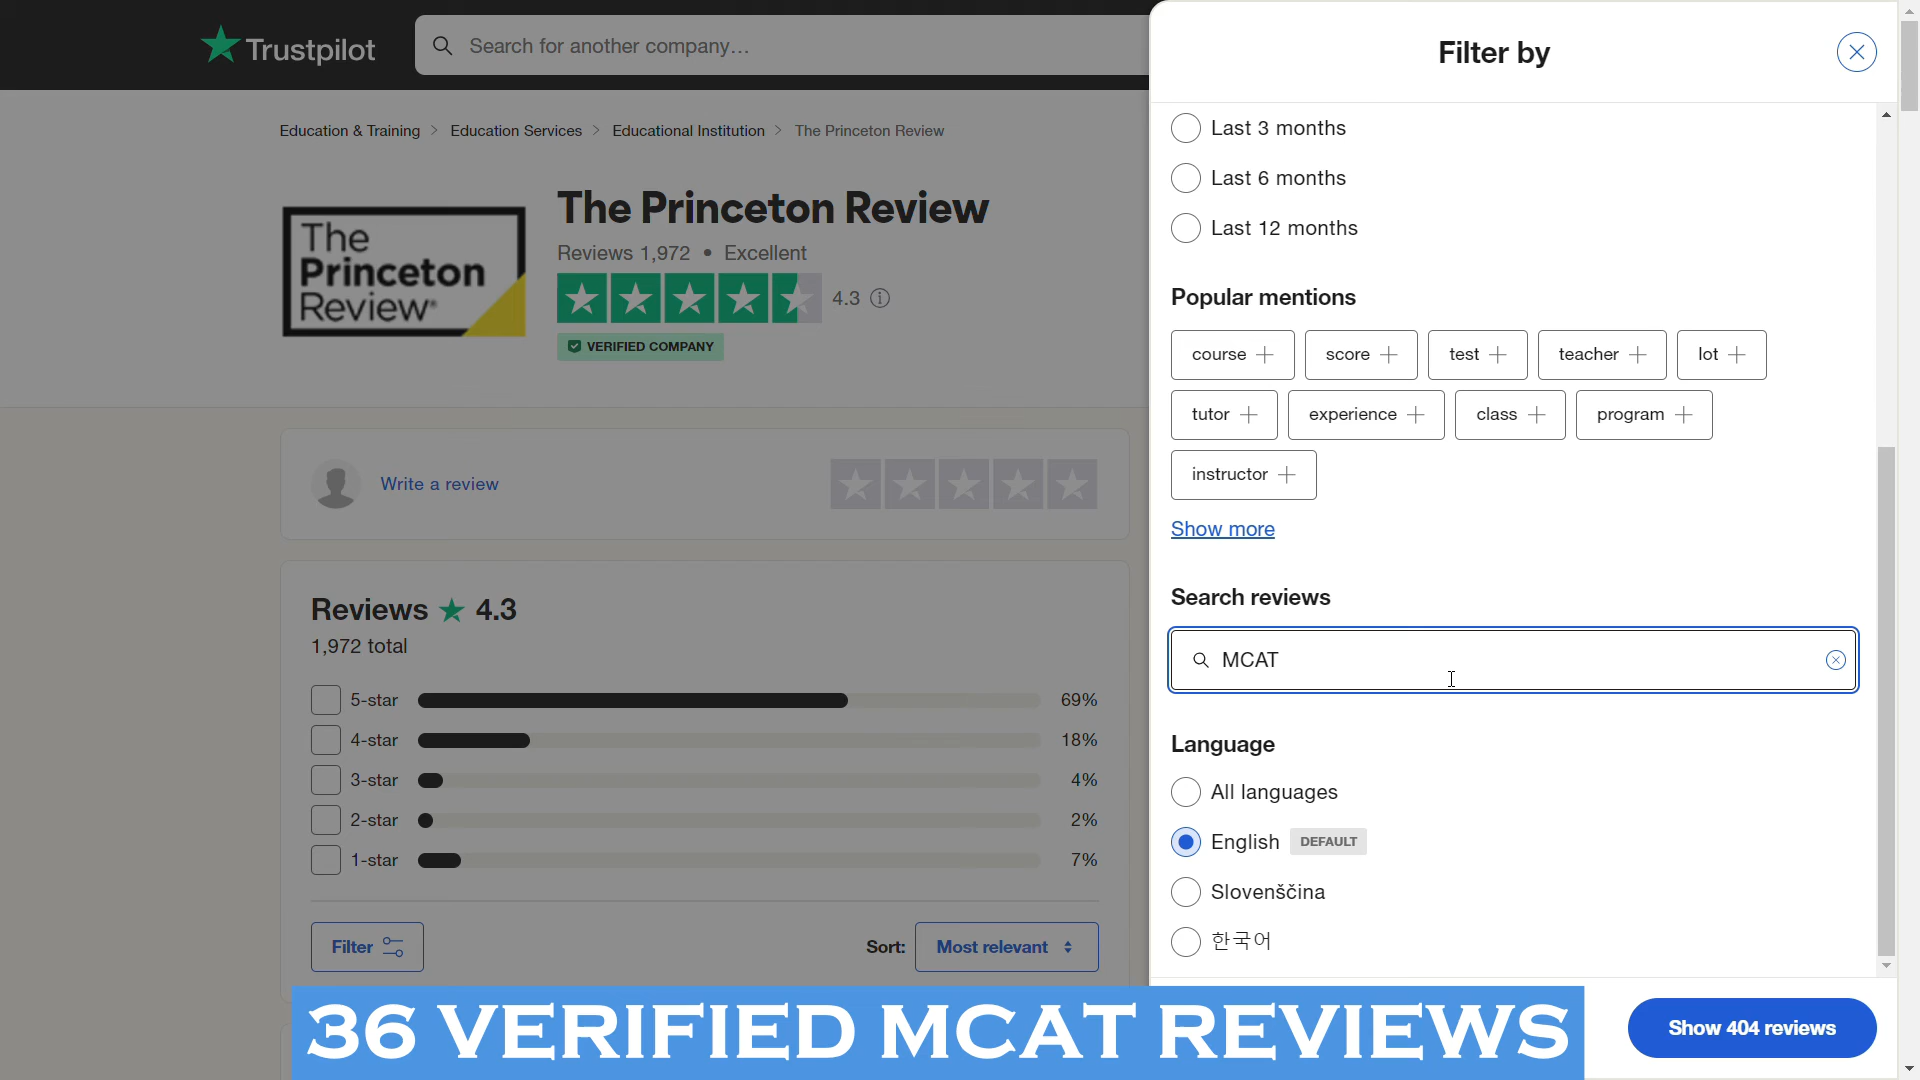 Trustpilot
Search for another company...
Education & Training > Education Services > Educational Institution > The Princeton Review
The
Princeton
Review®
The Princeton Review
Reviews 1,972 • Excellent
4.3
VERIFIED COMPANY
Write a review
Reviews ★ 4.3
1,972 total
5-star 69%
4-star 18%
3-star 4%
2-star 2%
1-star 7%
Filter
Sort: Most relevant
Filter by
Last 3 months
Last 6 months
Last 12 months
Popular mentions
course + score + test + teacher + lot +
tutor + experience + class + program +
instructor +
Show more
Search reviews
MCAT
Language
All languages
English DEFAULT
Slovenščina
한국어
Show 404 reviews
36 VERIFIED MCAT REVIEWS